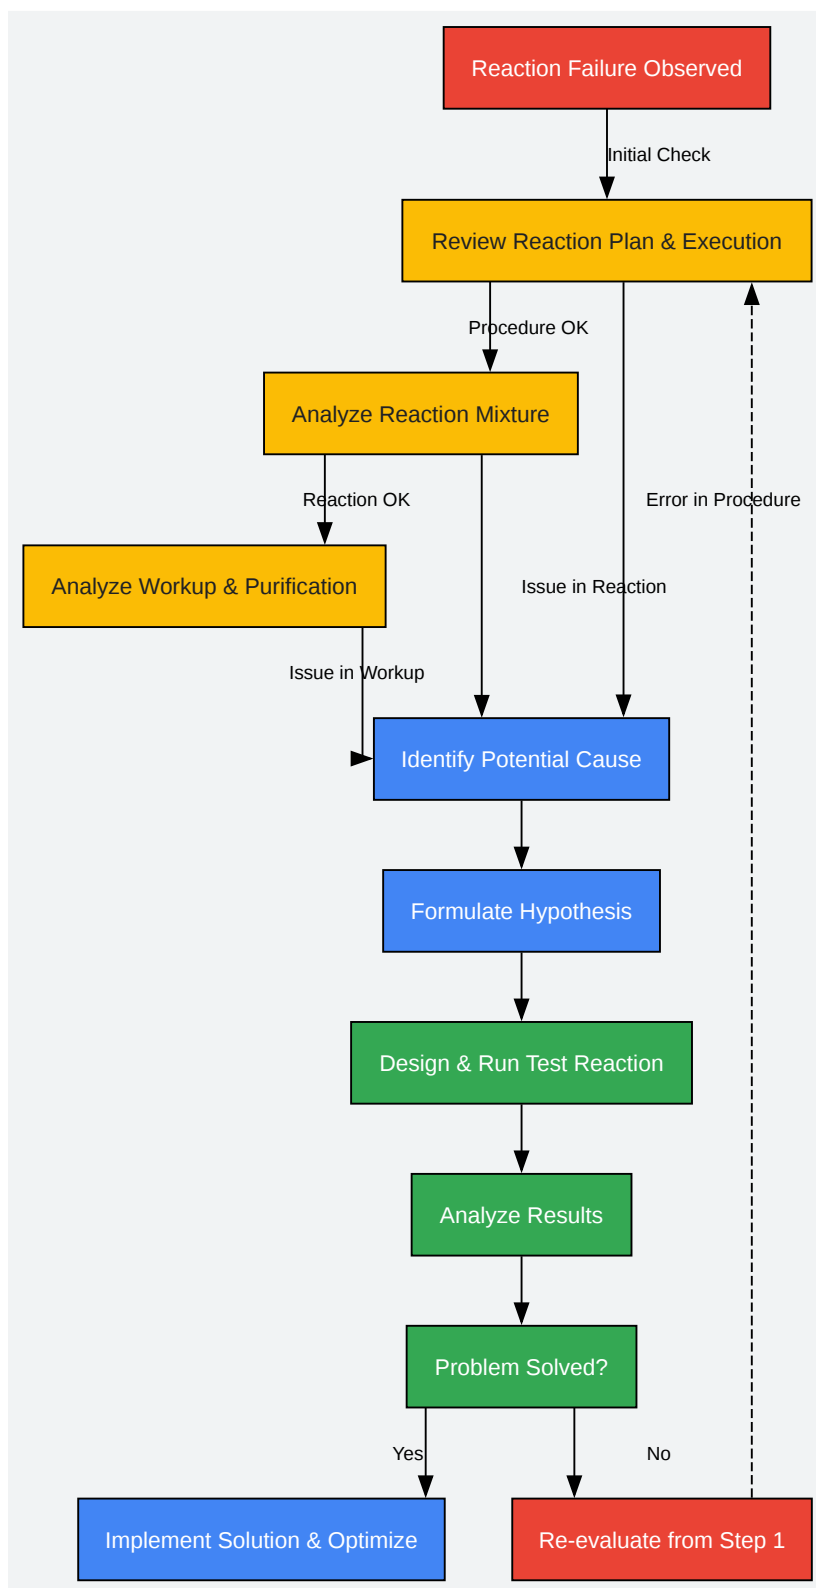 Reaction Failure Observed
Initial Check
Review Reaction Plan & Execution
Procedure OK
Analyze Reaction Mixture
Reaction OK
Error in Procedure
Analyze Workup & Purification
Issue in Reaction
Issue in Workup
Identify Potential Cause
Formulate Hypothesis
Design & Run Test Reaction
Analyze Results
Problem Solved?
Yes
No
Implement Solution & Optimize
Re-evaluate from Step 1